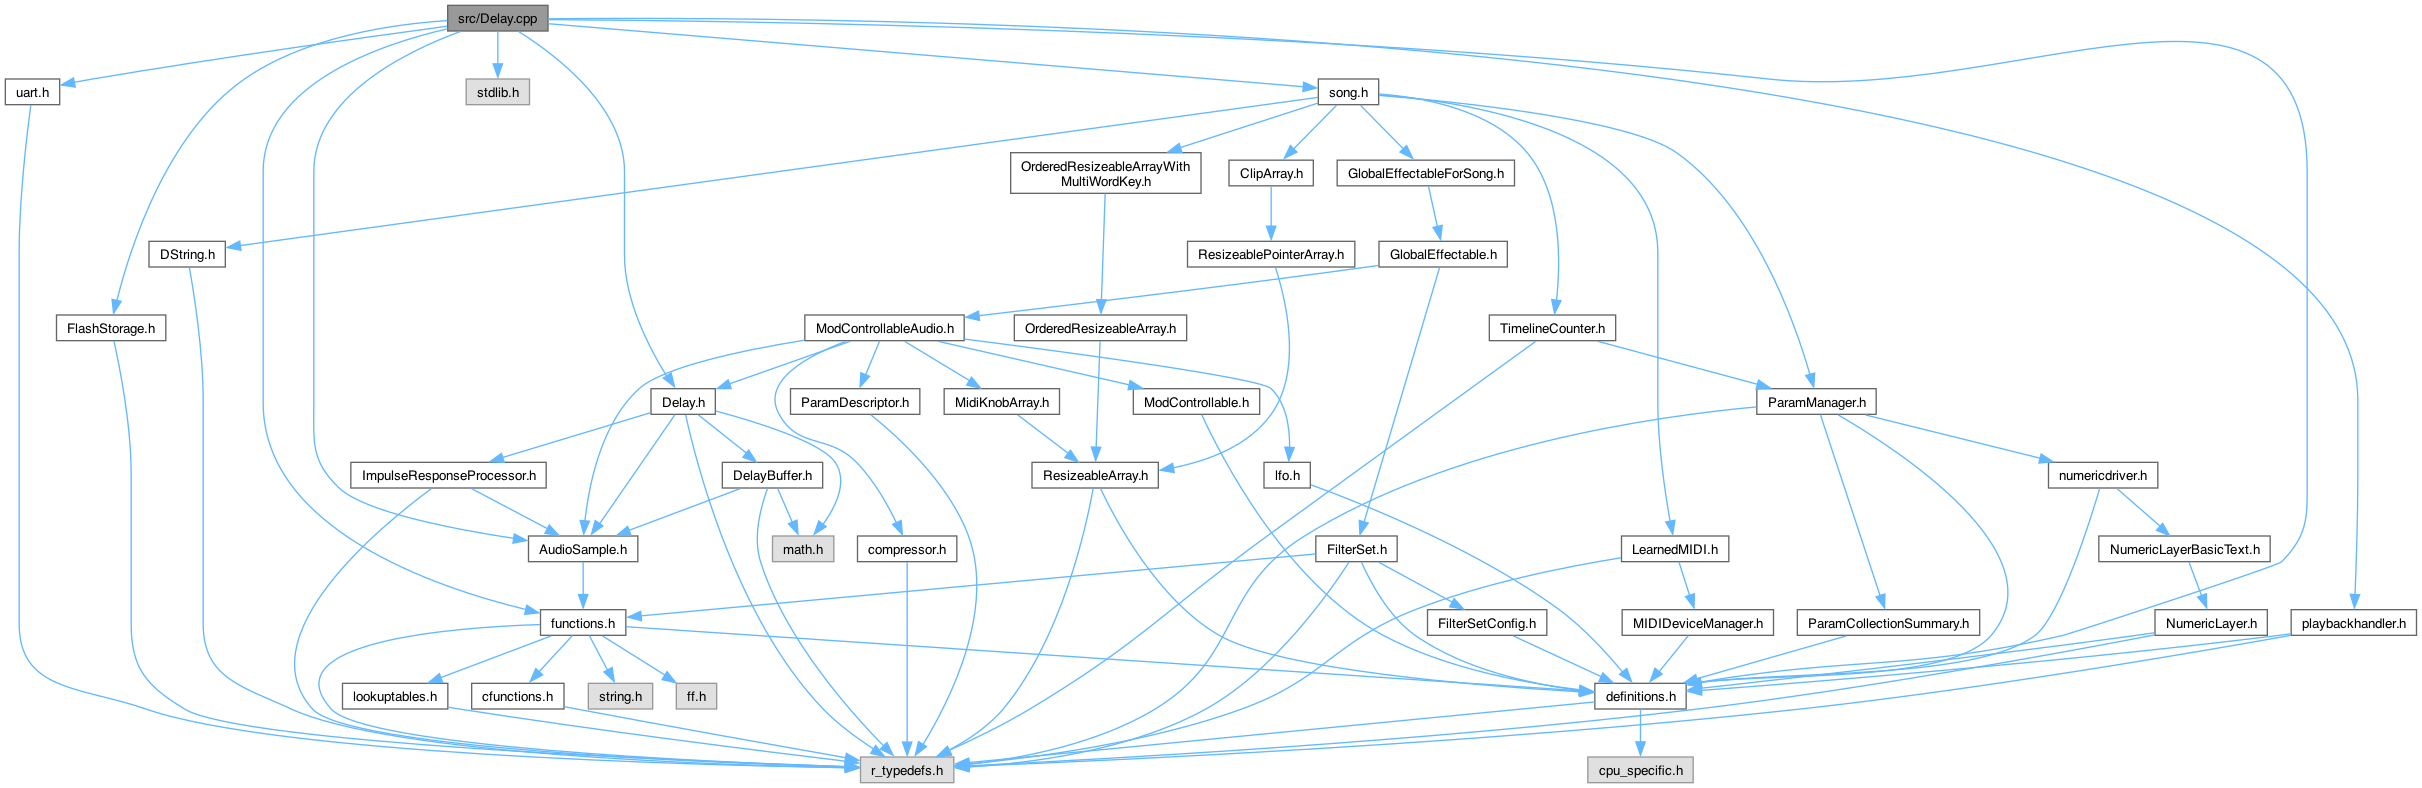 src/Delay.cpp
uart.h
stdlib.h
song.h
OrderedResizeableArrayWith
MultiWordKey.h
ClipArray.h
GlobalEffectableForSong.h
DString.h
ResizeablePointerArray.h
GlobalEffectable.h
FlashStorage.h
ModControllableAudio.h
OrderedResizeableArray.h
TimelineCounter.h
Delay.h
ParamDescriptor.h
MidiKnobArray.h
ModControllable.h
ParamManager.h
ImpulseResponseProcessor.h
DelayBuffer.h
ResizeableArray.h
lfo.h
numericdriver.h
AudioSample.h
math.h
compressor.h
FilterSet.h
LearnedMIDI.h
NumericLayerBasicText.h
functions.h
FilterSetConfig.h
MIDIDeviceManager.h
ParamCollectionSummary.h
NumericLayer.h
playbackhandler.h
lookuptables.h
cfunctions.h
string.h
ff.h
definitions.h
r_typedefs.h
cpu_specific.h